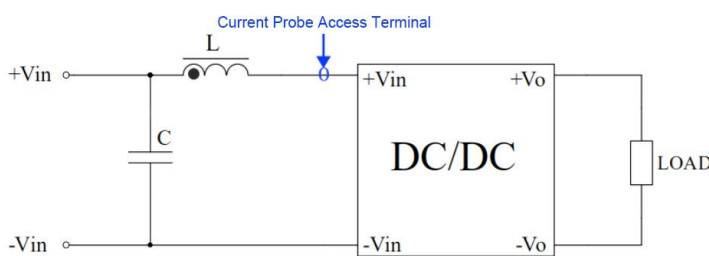 Current Probe Access Terminal
L
+Vin
+Vin
+Vo
C
DC/DC
LOAD
-Vin
-Vin
-Vo